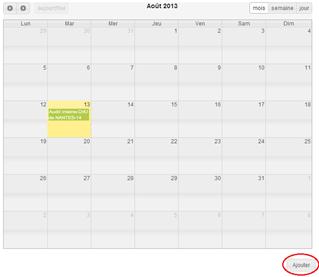 aujourd'hui
Août 2013
mois semaine jour
Lun Mar Mer Jeu Ven Sam Dim
29 30 31 1 2 3 4
5 6 7 8 9 10 11
12 13 14 15 16 17 18
Audit interne CHU
de NANTES-14
19 20 21 22 23 24 25
26 27 28 29 30 31 1
2 3 4 5 6 7 8
Ajouter